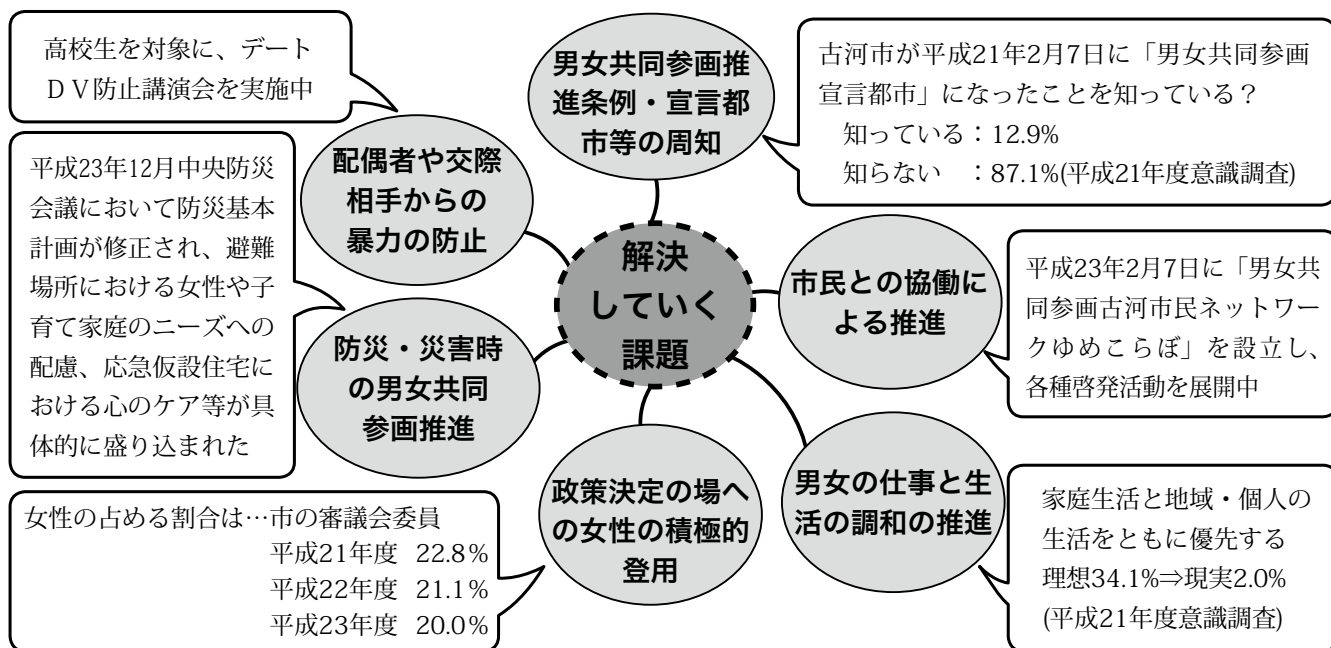 高校生を対象に、デート
ＤＶ防止講演会を実施中
男女共同参画推
進条例・宣言都
市等の周知
古河市が平成21年2月7日に「男女共同参画
宣言都市」になったことを知っている？
知っている：12.9%
知らない　：87.1%(平成21年度意識調査)
配偶者や交際
相手からの
暴力の防止
平成23年12月中央防災
会議において防災基本
計画が修正され、避難
場所における女性や子
育て家庭のニーズへの
配慮、応急仮設住宅に
おける心のケア等が具
体的に盛り込まれた
解決
していく
課題
市民との協働に
よる推進
平成23年2月7日に「男女共
同参画古河市民ネットワー
クゆめこらぼ」を設立し、
各種啓発活動を展開中
防災・災害時
の男女共同
参画推進
政策決定の場へ
の女性の積極的
登用
男女の仕事と生
活の調和の推進
女性の占める割合は…市の審議会委員
平成21年度 22.8％
平成22年度 21.1％
平成23年度 20.0％
家庭生活と地域・個人の
生活をともに優先する
理想34.1%⇒現実2.0%
(平成21年度意識調査)